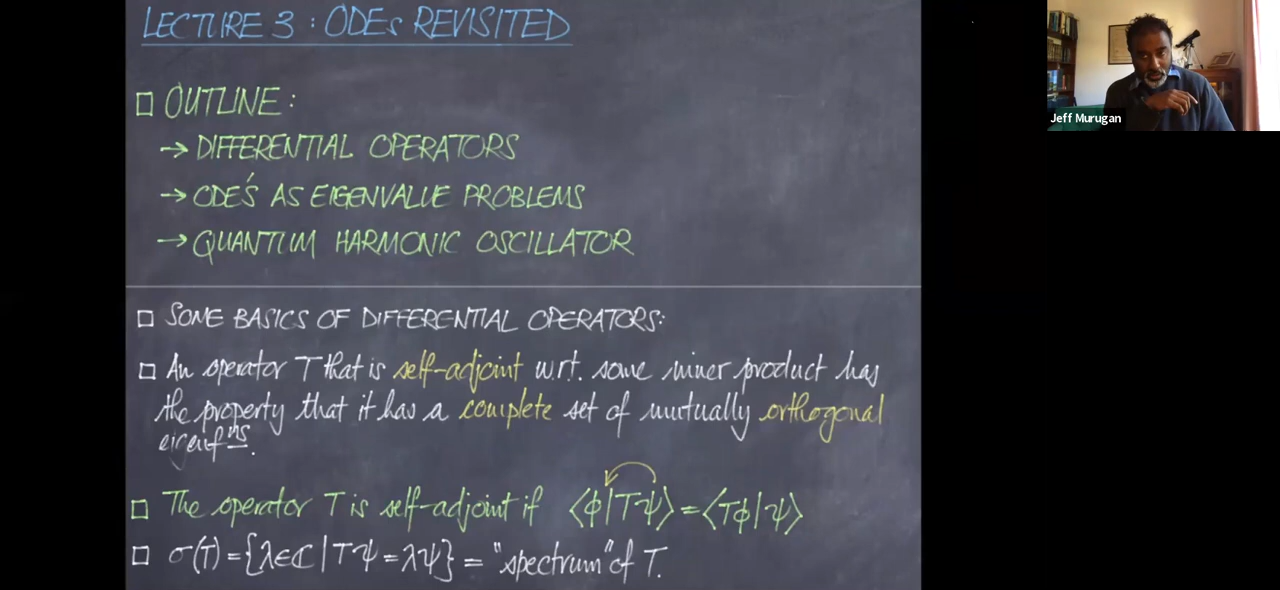 LECTURE 3 : ODEs REVISITED
□ OUTLINE :
→ DIFFERENTIAL OPERATORS
→ ODE'S AS EIGENVALUE PROBLEMS
→ QUANTUM HARMONIC OSCILLATOR
□ SOME BASICS OF DIFFERENTIAL OPERATORS:
□ An operator T that is self-adjoint w.r.t. some inner product has
the property that it has a complete set of mutually orthogonal
eigenfⁿˢ.
□ The operator T is self-adjoint if ⟨φ|Tψ⟩ = ⟨Tφ|ψ⟩
□ σ(T) = {λ∈ℂ | Tψ = λψ} = "spectrum" of T.
Jeff Murugan